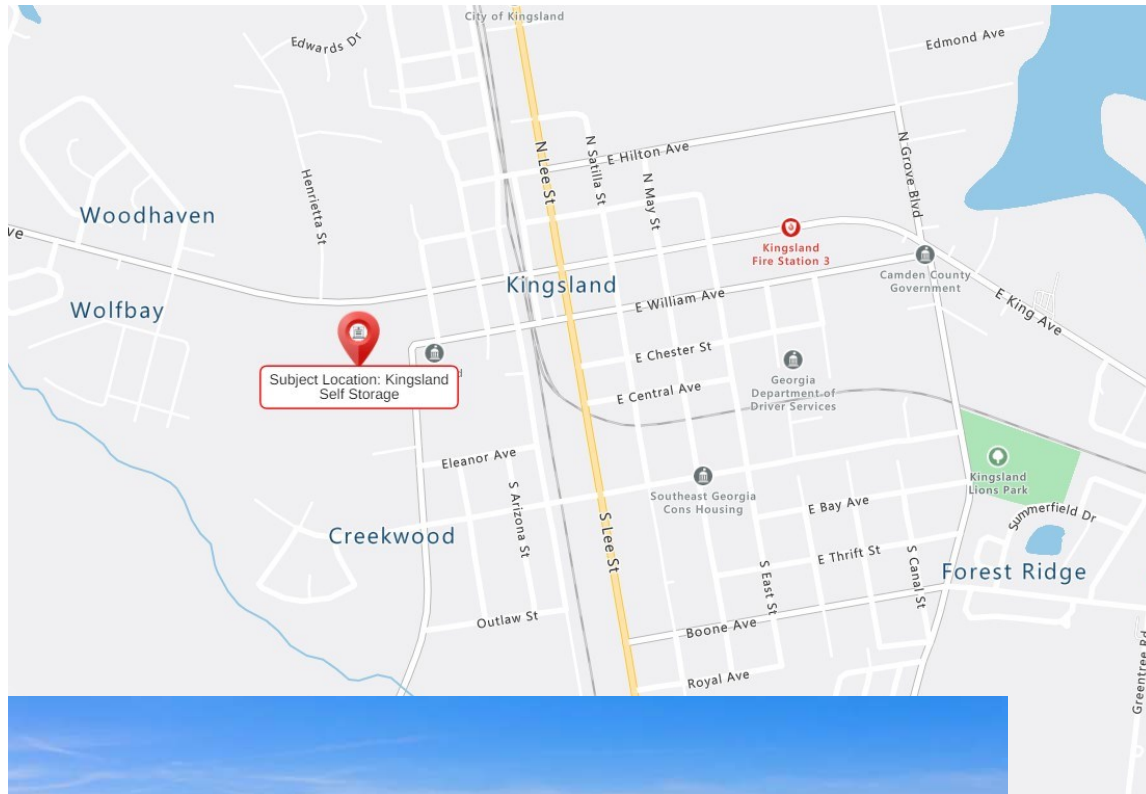 City of Kingsland
Edwards Dr
Edmond Ave
N Lee St
N Satilla St
E Hilton Ave
N Grove Blvd
Henrietta St
N May St
Woodhaven
Kingsland
Fire Station 3
ve
Kingsland
Camden County
Government
E William Ave
E King Ave
Wolfbay
E Chester St
Subject Location: Kingsland
Self Storage
d
Georgia
Department of
Driver Services
E Central Ave
Eleanor Ave
Kingsland
Lions Park
S Arizona St
Southeast Georgia
Cons Housing
E Bay Ave
Summerfield Dr
Creekwood
S Lee St
E Thrift St
S Canal St
Forest Ridge
S East St
Outlaw St
Boone Ave
Royal Ave
Greentree Rd